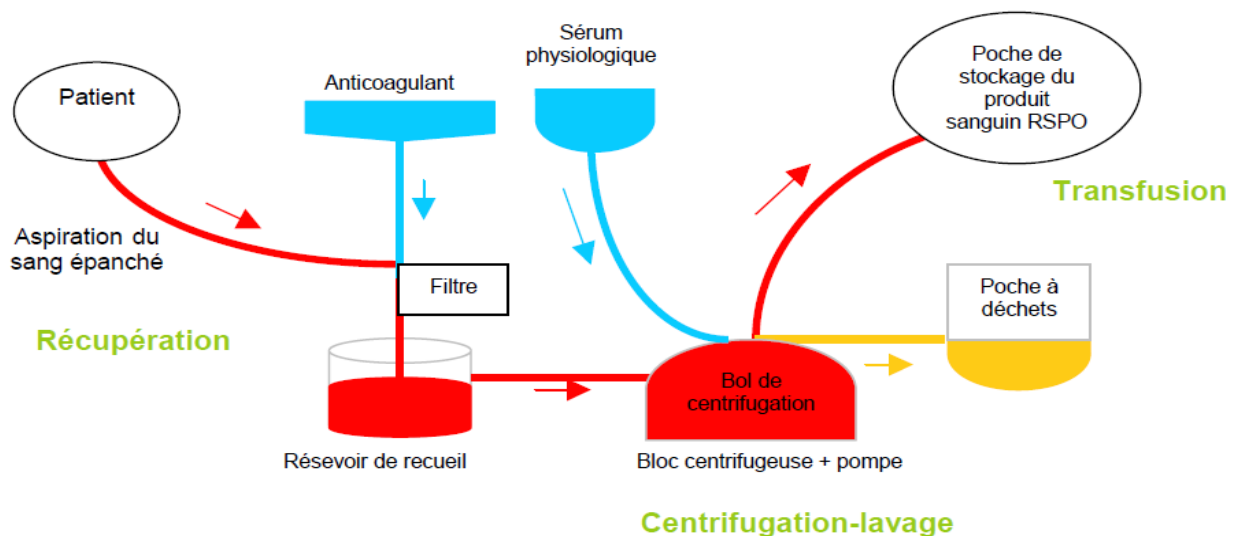 Patient
Anticoagulant
Sérum
physiologique
Poche de
stockage du
produit
sanguin RSPO
Transfusion
Aspiration du
sang épanché
Filtre
Poche à
déchets
Récupération
Bol de
centrifugation
Résevoir de recueil
Bloc centrifugeuse + pompe
Centrifugation-lavage